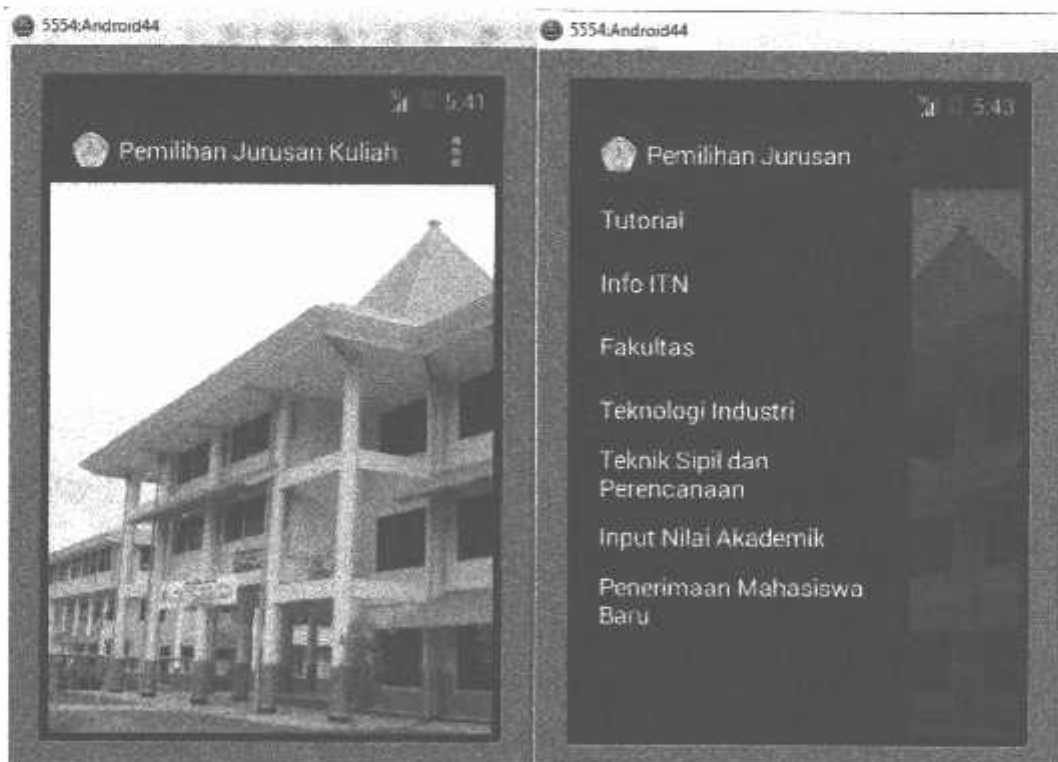 5554:Android44
5:41
Pemilihan Jurusan Kuliah
5554:Android44
5:43
Pemilihan Jurusan
Tutorial
Info ITN
Fakultas
Teknologi Industri
Teknik Sipil dan
Perencanaan
Input Nilai Akademik
Penerimaan Mahasiswa
Baru